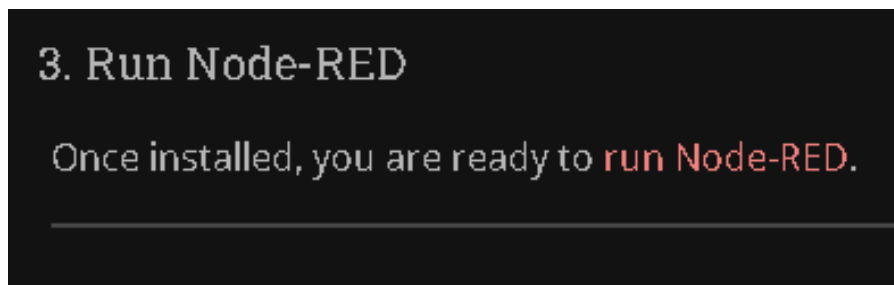 3. Run Node-RED
Once installed, you are ready to run Node-RED.